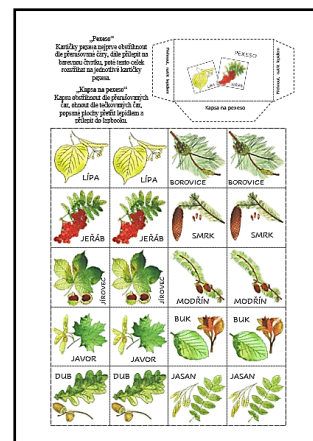 „Pexeso"
Kartičky pexesa nejprve obstřihnout
dle přerušované čáry, dále přilepit na
barevnou čtvrtku, poté tento celek
rozstříhat na jednotlivé kartičky
pexesa.
„Kapsa na pexeso"
Kapsu obstřihnout dle přerušovaných
čar, ohnout dle tečkovaných čar,
popsané plochy přetřít lepidlem a
přilepit do lapbooku.
PEXESO
Kapsa na pexeso
LÍPA LÍPA BOROVICE BOROVICE
JEŘÁB JEŘÁB SMRK SMRK
JÍROVEC JÍROVEC MODŘÍN MODŘÍN
JAVOR JAVOR BUK BUK
DUB DUB JASAN JASAN